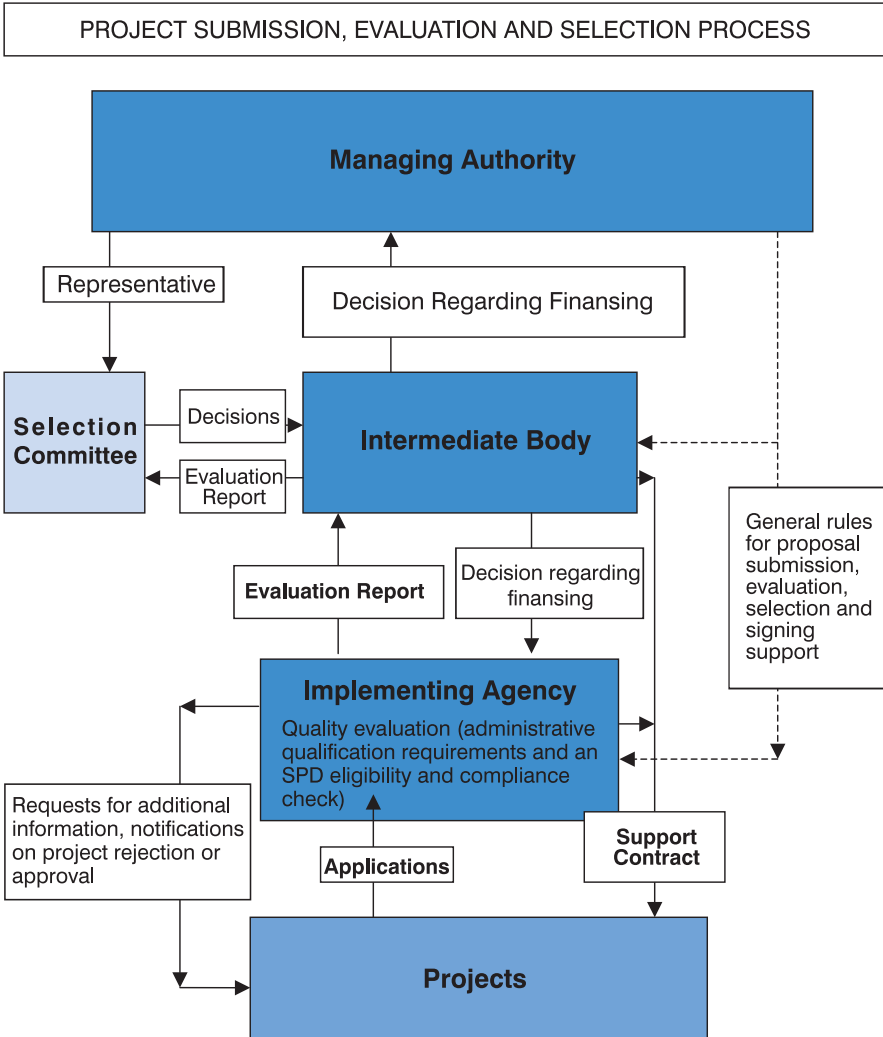 PROJECT SUBMISSION, EVALUATION AND SELECTION PROCESS
Managing Authority
Representative
Decision Regarding Finansing
Selection
Committee
Decisions
Evaluation
Report
Intermediate Body
General rules
for proposal
submission,
evaluation,
selection and
signing
support
Evaluation Report
Decision regarding
finansing
Implementing Agency
Quality evaluation (administrative
qualification requirements and an
SPD eligibility and compliance
check)
Requests for additional
information, notifications
on project rejection or
approval
Applications
Support
Contract
Projects